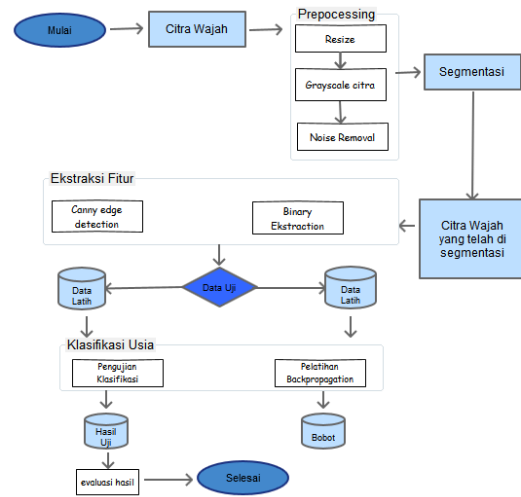 Mulai
Citra Wajah
Prepocessing
Resize
Grayscale citra
Noise Removal
Segmentasi
Citra Wajah
yang telah di
segmentasi
Ekstraksi Fitur
Canny edge
detection
Binary
Ekstraction
Data Uji
Data
Latih
Data
Latih
Klasifikasi Usia
Pengujian
Klasifikasi
Pelatihan
Backpropagation
Hasil
Uji
Bobot
evaluasi hasil
Selesai